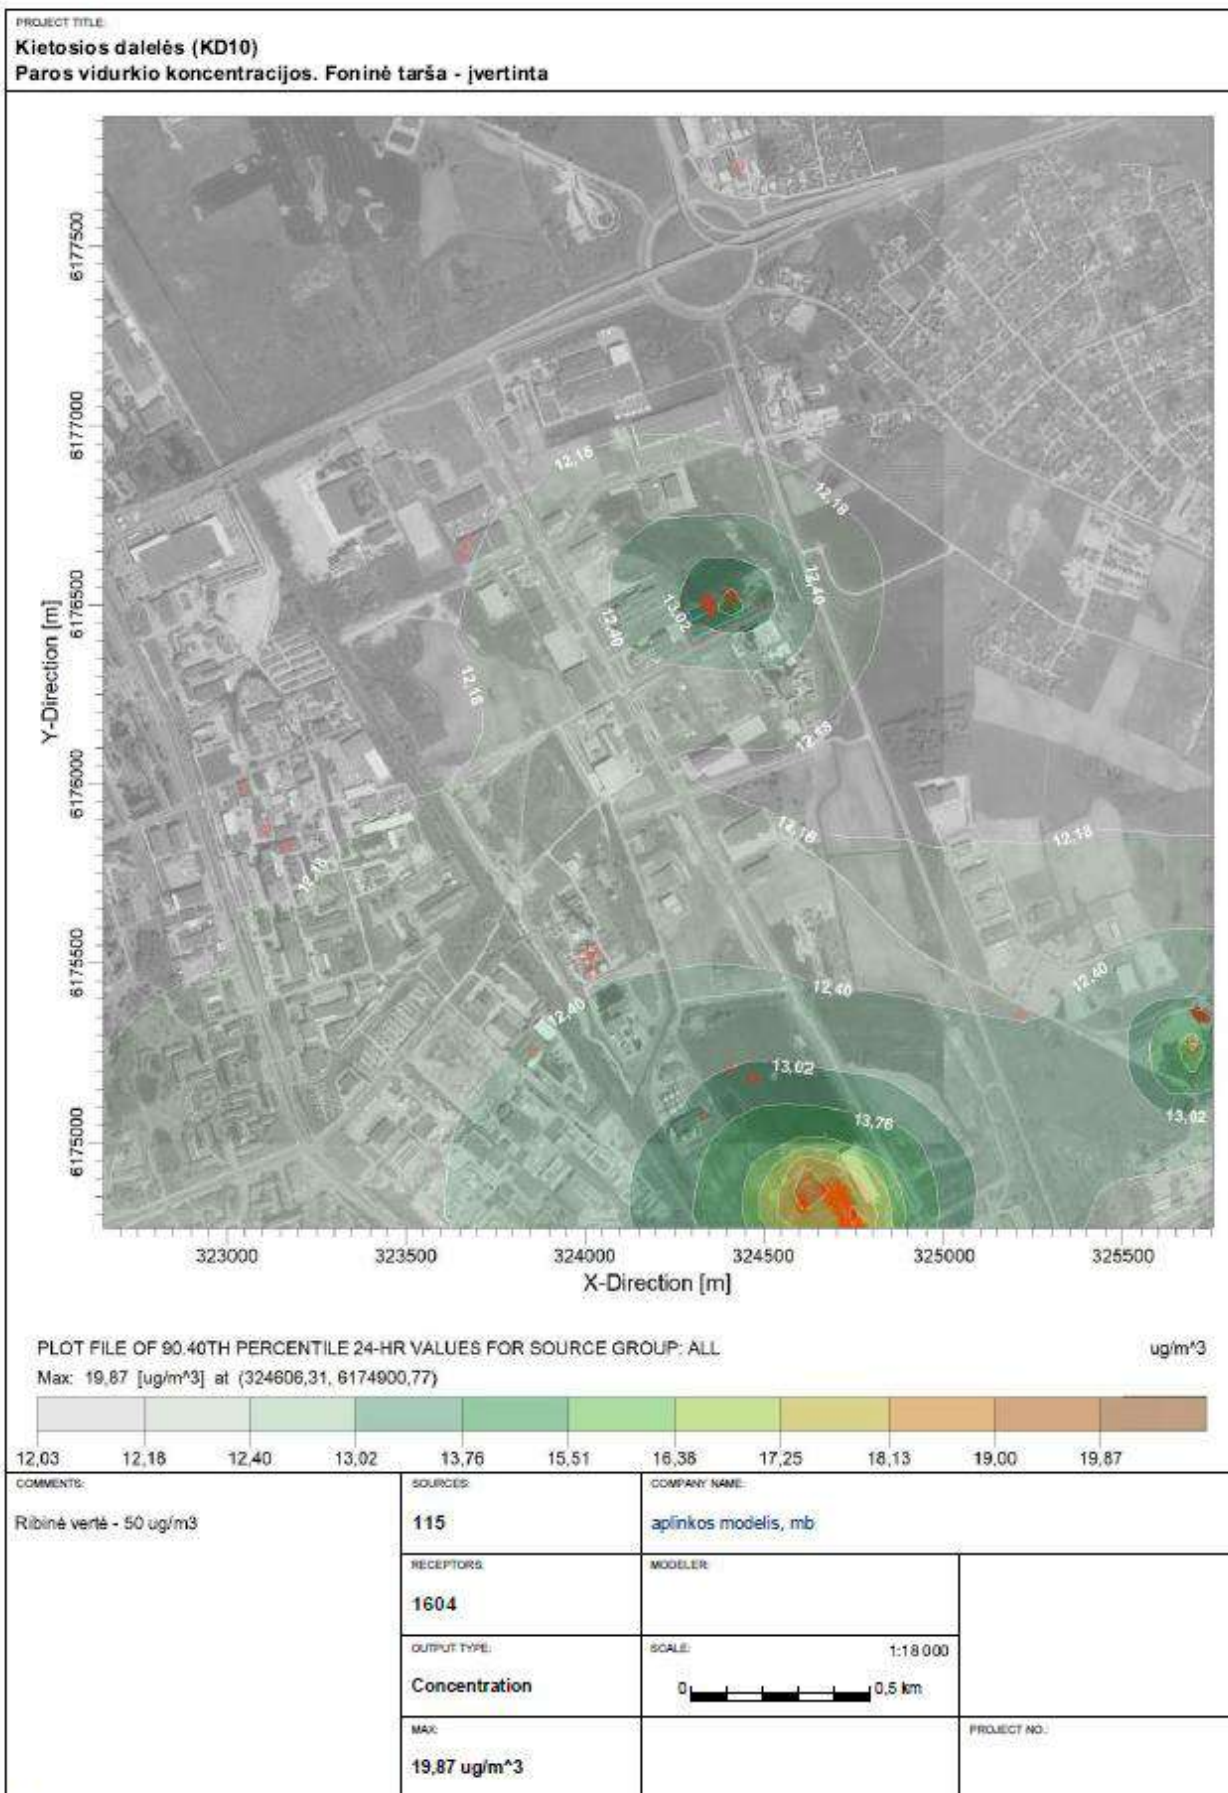 PROJECT TITLE:
Kietosios dalelės (KD10)
Paros vidurkio koncentracijos. Foninė tarša - įvertinta
6177500
6177000
6176500
6176000
6175500
6175000
Y-Direction [m]
12,18
12,18
12,40
13,02
12,40
12,18
12,18
12,18
12,18
12,18
12,40
12,40
12,40
13,02
13,02
13,76
323000 323500 324000 324500 325000 325500
X-Direction [m]
PLOT FILE OF 90.40TH PERCENTILE 24-HR VALUES FOR SOURCE GROUP: ALL ug/m^3
Max: 19,87 [ug/m^3] at (324606,31, 6174900,77)
12,03 12,18 12,40 13,02 13,76 15,51 16,38 17,25 18,13 19,00 19,87
COMMENTS:
Ribinė vertė - 50 ug/m3
SOURCES:
115
COMPANY NAME:
aplinkos modelis, mb
RECEPTORS:
1604
MODELER:
OUTPUT TYPE:
Concentration
SCALE: 1:18 000
0 0,5 km
MAX:
19,87 ug/m^3
PROJECT NO.: